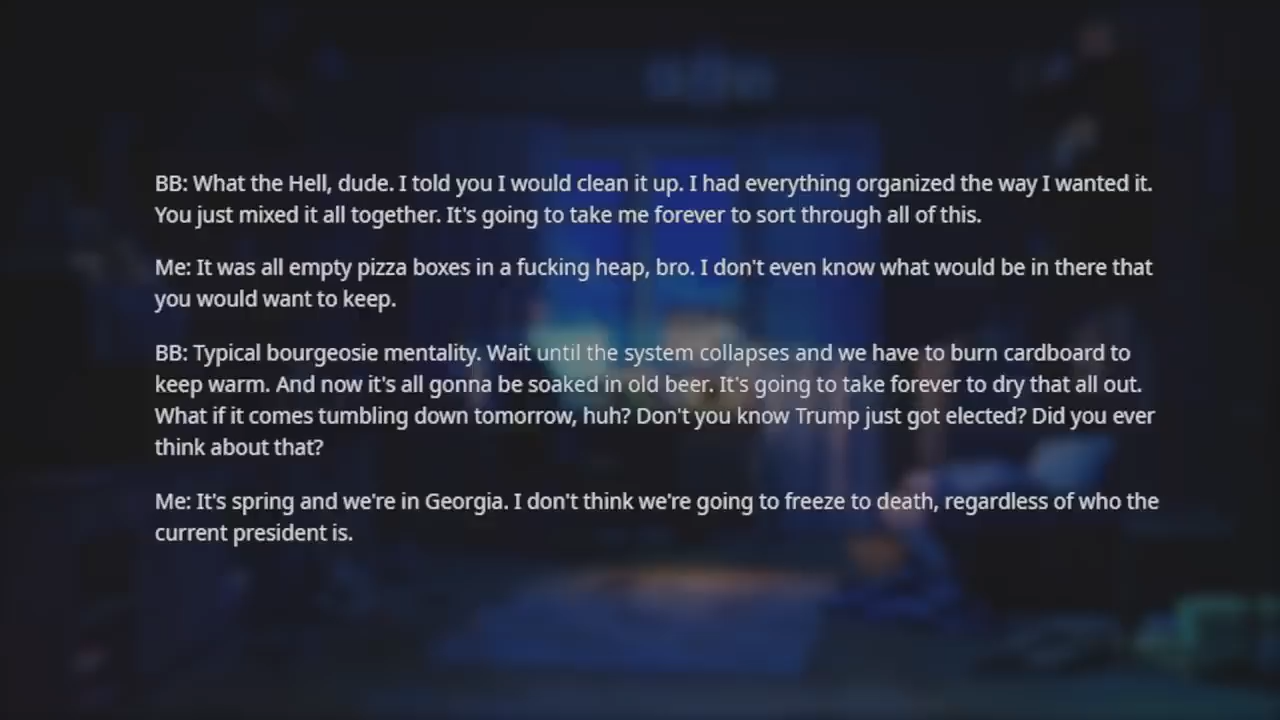 BB: What the Hell, dude. I told you I would clean it up. I had everything organized the way I wanted it.
You just mixed it all together. It's going to take me forever to sort through all of this.
Me: It was all empty pizza boxes in a fucking heap, bro. I don't even know what would be in there that
you would want to keep.
BB: Typical bourgeosie mentality. Wait until the system collapses and we have to burn cardboard to
keep warm. And now it's all gonna be soaked in old beer. It's going to take forever to dry that all out.
What if it comes tumbling down tomorrow, huh? Don't you know Trump just got elected? Did you ever
think about that?
Me: It's spring and we're in Georgia. I don't think we're going to freeze to death, regardless of who the
current president is.